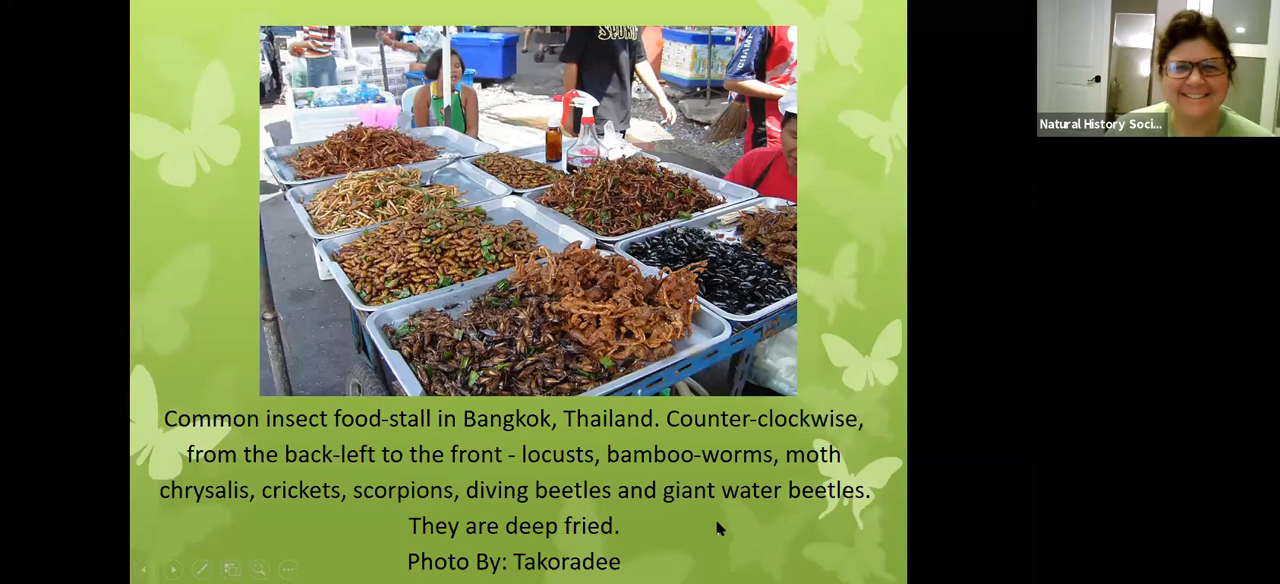 Natural History Soci...
Common insect food-stall in Bangkok, Thailand. Counter-clockwise,
from the back-left to the front - locusts, bamboo-worms, moth
chrysalis, crickets, scorpions, diving beetles and giant water beetles.
They are deep fried.
Photo By: Takoradee